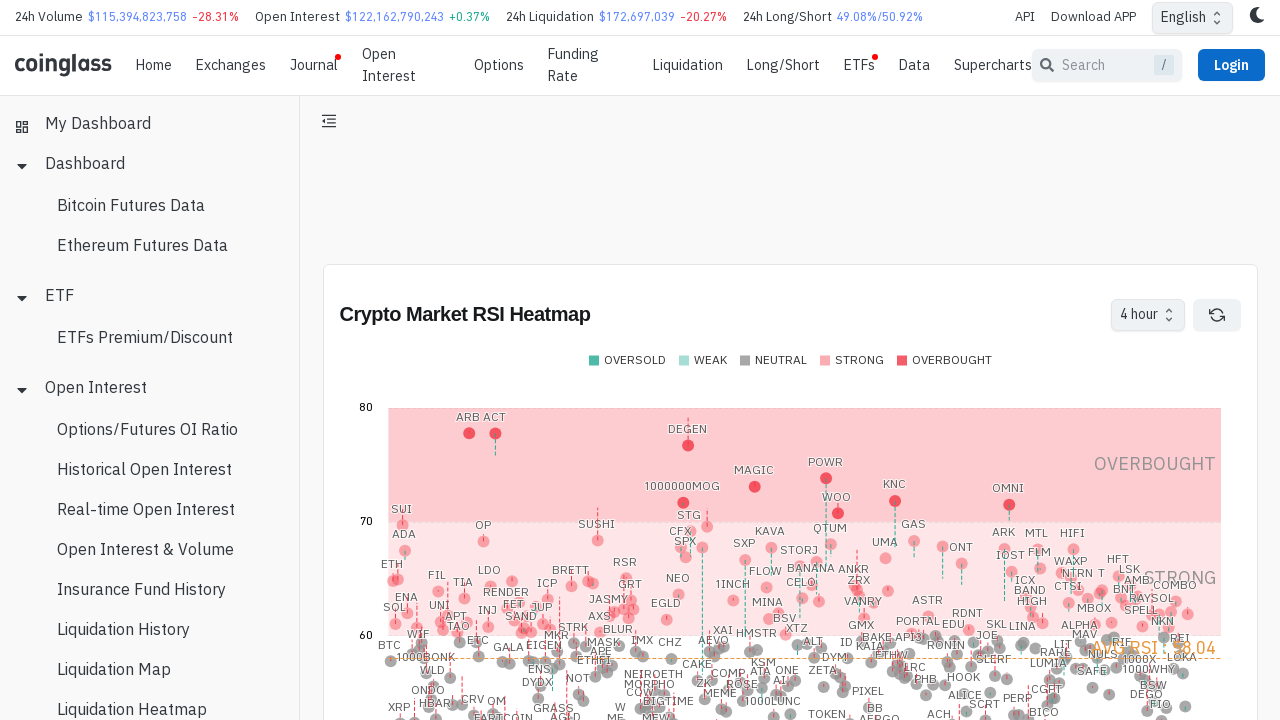 24h Volume $115,394,823,758 -28.31% Open Interest $122,162,790,243 +0.37% 24h Liquidation $172,697,039 -20.27% 24h Long/Short 49.08%/50.92% API Download APP English
coinglass Home Exchanges Journal Open Interest Options Funding Rate Liquidation Long/Short ETFs Data Supercharts Search / Login
My Dashboard
Dashboard
Bitcoin Futures Data
Ethereum Futures Data
ETF
ETFs Premium/Discount
Open Interest
Options/Futures OI Ratio
Historical Open Interest
Real-time Open Interest
Open Interest & Volume
Insurance Fund History
Liquidation History
Liquidation Map
Liquidation Heatmap
Crypto Market RSI Heatmap 4 hour
OVERSOLD WEAK NEUTRAL STRONG OVERBOUGHT
80
ARB ACT
DEGEN
POWR OVERBOUGHT
MAGIC
1000000MOG KNC OMNI
WOO
SUI
STG
70
OP SUSHI QTUM GAS
ADA CFX KAVA ARK MTL HIFI
SPX SXP UMA
STORJ ONT
IOST FLM
ETH RSR HFT
LDO BRETT FLOW BANANA ANKR WAXP LSK
FIL TIA ICP GRT NEO 1INCH CELO ZRX ICX NTRN T AMB STRONG
RENDER CTSI BNT COMBO
ENA JASMY EGLD MINA VANRY ASTR BAND HIGH RAYSOL
SOL UNI FET JUP MBOX SPELL
INJ RDNT
APT SAND AXS BSV GMX PORTAL NKN
TAO BLUR XAI XTZ EDU SKL LINA ALPHA
60
WIF STRK HMSTR MAV
ETC MKR IMX CHZ AEVO ALT ID BAKE API3 JOE REI
BTC GALA EIGEN MASK KAIA RONIN LIT AVG RSI : 58.04
1000BONK APE ETHFI DYM ETHW SLERF RARE LOKA
WLD ENS CAKE KSM ZETA LRC LUMIA 1000X
NOT NEIROETH COMP ATA ONE PHB HOOK SAFE 1000WHY
DYDX ZK ROSE AI
ONDO MEME PIXEL ALICE CGPT BSW
HBAR CRV OM BIGTIME 1000LUNC PERP DEGO
XRP GRASS W BB SCRT FIO
TOKEN ACH BICO